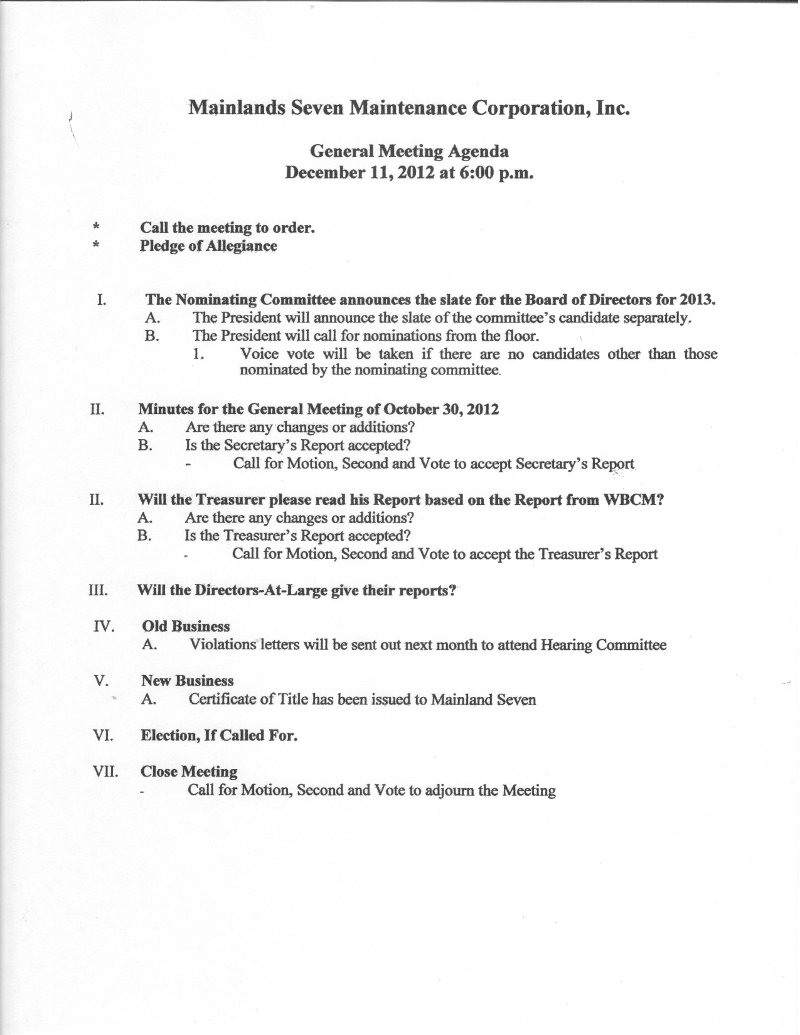 Mainlands Seven Maintenance Corporation, Inc.
General Meeting Agenda
December 11, 2012 at 6:00 p.m.
* Call the meeting to order.
* Pledge of Allegiance
I. The Nominating Committee announces the slate for the Board of Directors for 2013.
A. The President will announce the slate of the committee's candidate separately.
B. The President will call for nominations from the floor.
1. Voice vote will be taken if there are no candidates other than those
nominated by the nominating committee.
II. Minutes for the General Meeting of October 30, 2012
A. Are there any changes or additions?
B. Is the Secretary's Report accepted?
- Call for Motion, Second and Vote to accept Secretary's Report
II. Will the Treasurer please read his Report based on the Report from WBCM?
A. Are there any changes or additions?
B. Is the Treasurer's Report accepted?
- Call for Motion, Second and Vote to accept the Treasurer's Report
III. Will the Directors-At-Large give their reports?
IV. Old Business
A. Violations letters will be sent out next month to attend Hearing Committee
V. New Business
A. Certificate of Title has been issued to Mainland Seven
VI. Election, If Called For.
VII. Close Meeting
- Call for Motion, Second and Vote to adjourn the Meeting